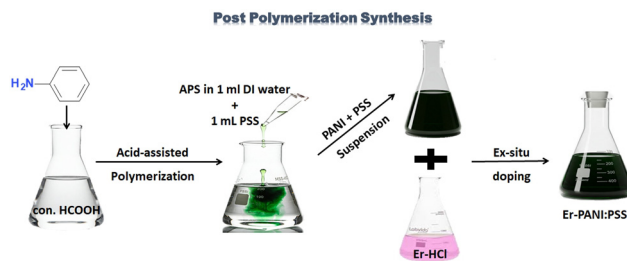 Post Polymerization Synthesis
H₂N
APS in 1 ml DI water
+
1 mL PSS
Acid-assisted
Polymerization
con. HCOOH
PANI + PSS
Suspension
Er-HCl
Ex-situ
doping
Er-PANI:PSS